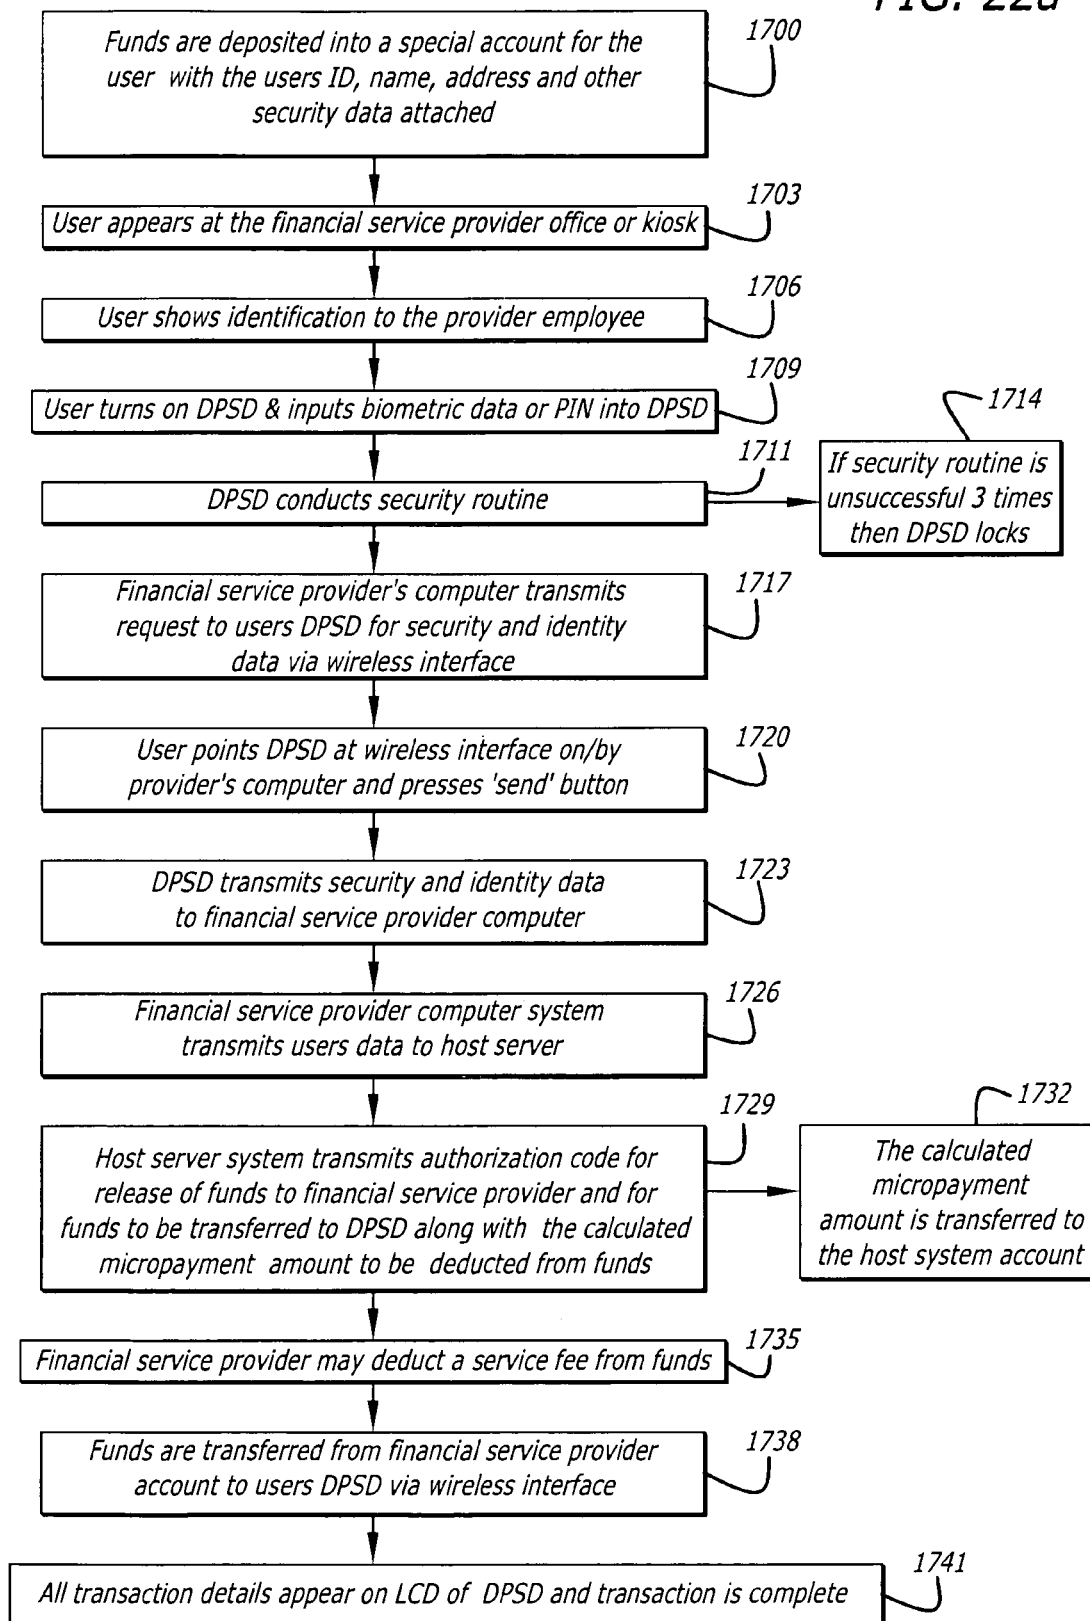 FIG. 22a
Funds are deposited into a special account for the
user with the users ID, name, address and other
security data attached
1700
User appears at the financial service provider office or kiosk
1703
User shows identification to the provider employee
1706
User turns on DPSD & inputs biometric data or PIN into DPSD
1709
DPSD conducts security routine
1711
If security routine is
unsuccessful 3 times
then DPSD locks
1714
Financial service provider's computer transmits
request to users DPSD for security and identity
data via wireless interface
1717
User points DPSD at wireless interface on/by
provider's computer and presses 'send' button
1720
DPSD transmits security and identity data
to financial service provider computer
1723
Financial service provider computer system
transmits users data to host server
1726
Host server system transmits authorization code for
release of funds to financial service provider and for
funds to be transferred to DPSD along with the calculated
micropayment amount to be deducted from funds
1729
The calculated
micropayment
amount is transferred to
the host system account
1732
Financial service provider may deduct a service fee from funds
1735
Funds are transferred from financial service provider
account to users DPSD via wireless interface
1738
All transaction details appear on LCD of DPSD and transaction is complete
1741